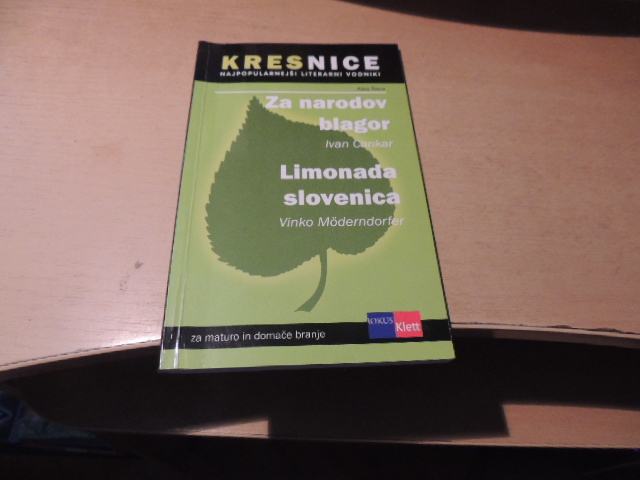 KRESNICE
NAJPOPULARNEJŠI LITERARNI VODNIKI
Za narodov
blagor
Ivan Cankar
Limonada
slovenica
Vinko Möderndorfer
za maturo in domače branje
ROKUS
Klett